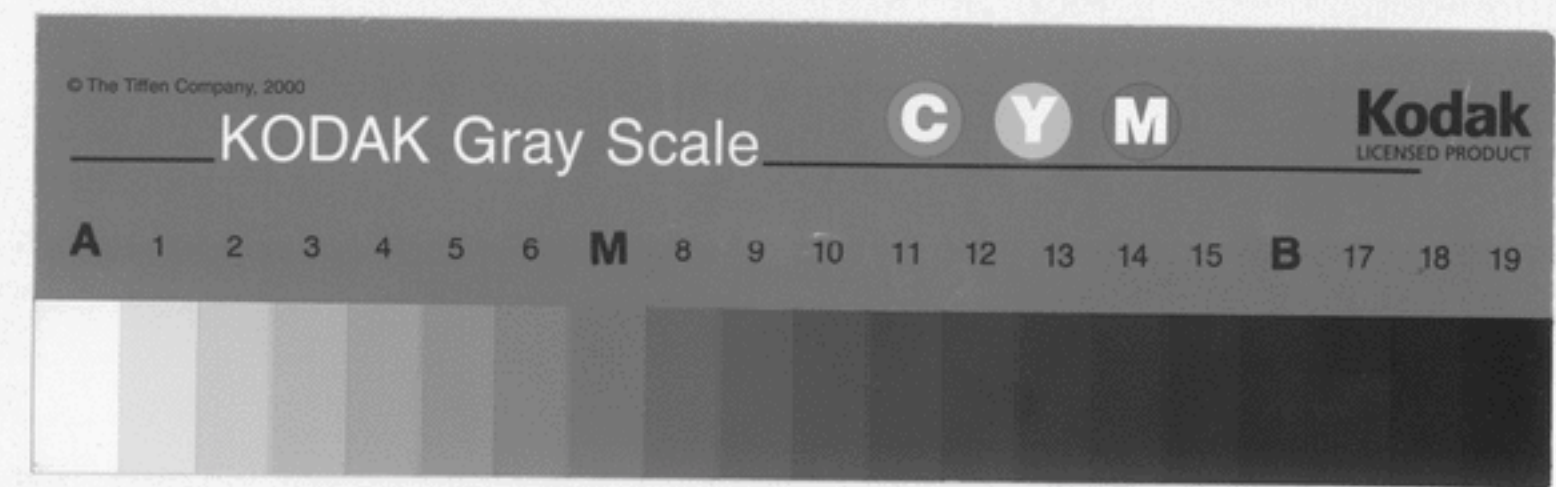 © The Tiffen Company, 2000
KODAK Gray Scale
C Y M
Kodak
LICENSED PRODUCT
A 1 2 3 4 5 6 M 8 9 10 11 12 13 14 15 B 17 18 19